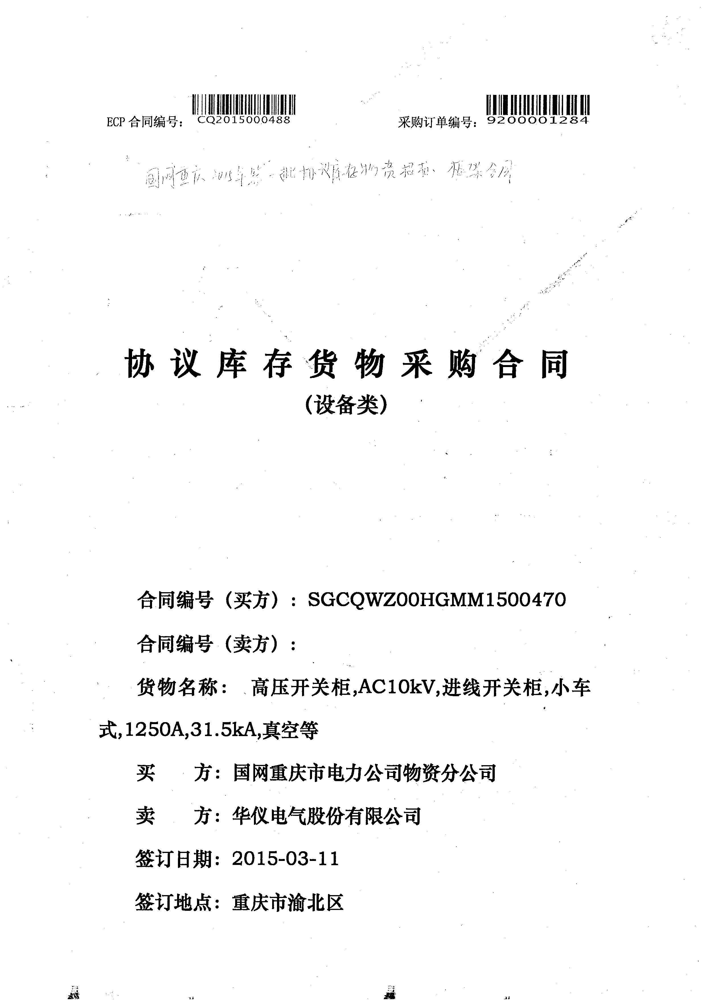 ECP 合同编号： CQ2015000488 采购订单编号： 9200001284
国网重庆2015年第一批协议库存物资招标、框架合同
协议库存货物采购合同
(设备类)
合同编号（买方）: SGCQWZ00HGMM1500470
合同编号（卖方）:
货物名称： 高压开关柜,AC10kV,进线开关柜,小车
式,1250A,31.5kA,真空等
买 方：国网重庆市电力公司物资分公司
卖 方：华仪电气股份有限公司
签订日期：2015-03-11
签订地点：重庆市渝北区